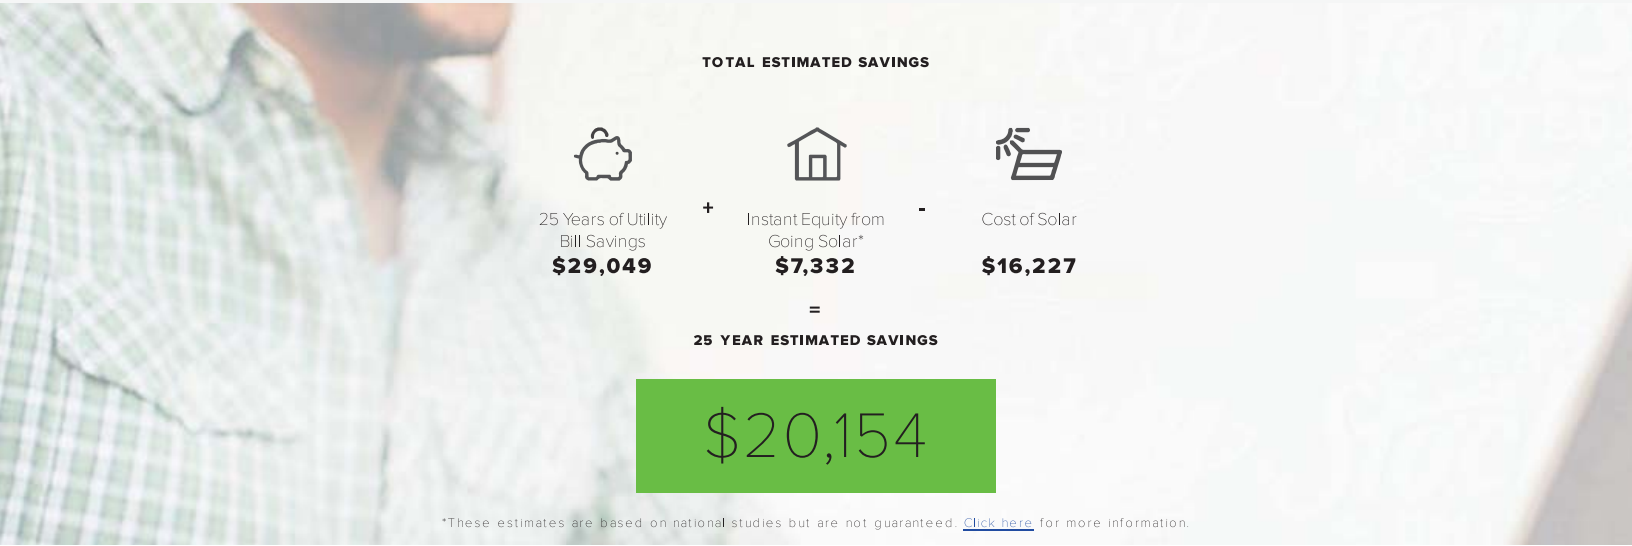 TOTAL ESTIMATED SAVINGS
25 Years of Utility
Bill Savings
$29,049
+
Instant Equity from
Going Solar*
$7,332
-
Cost of Solar
$16,227
=
25 YEAR ESTIMATED SAVINGS
$20,154
*These estimates are based on national studies but are not guaranteed. Click here for more information.